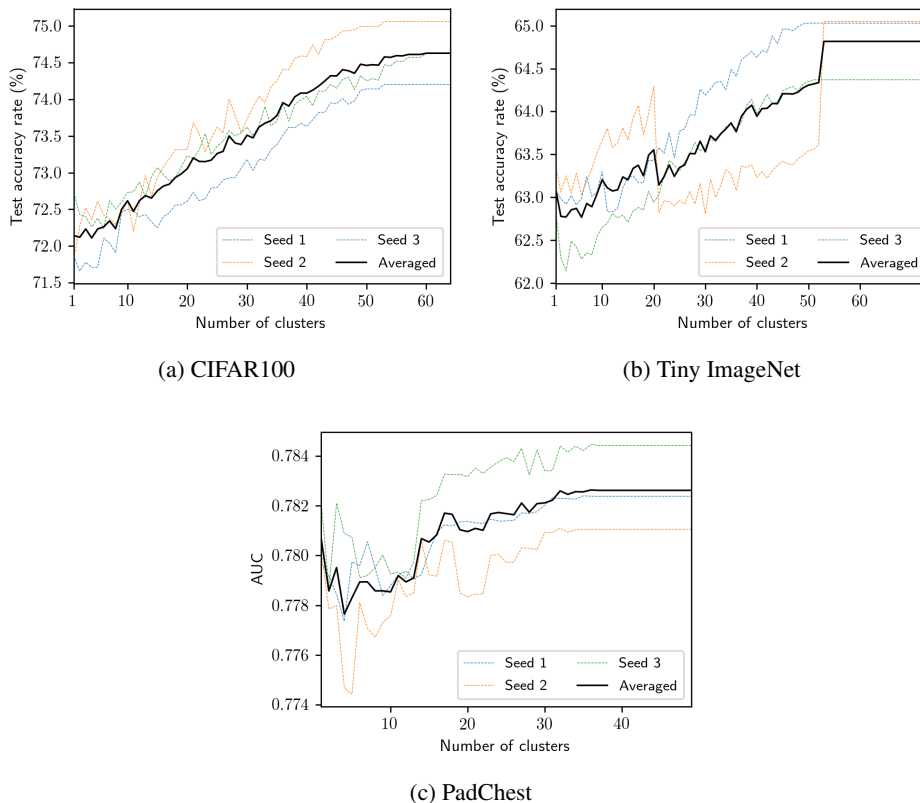 75.0
74.5
74.0
73.5
73.0
72.5
72.0
71.5
Test accuracy rate (%)
1 10 20 30 40 50 60
Number of clusters
Seed 1
Seed 2
Seed 3
Averaged
(a) CIFAR100
65.0
64.5
64.0
63.5
63.0
62.5
62.0
Test accuracy rate (%)
1 10 20 30 40 50 60
Number of clusters
Seed 1
Seed 2
Seed 3
Averaged
(b) Tiny ImageNet
0.784
0.782
0.780
0.778
0.776
0.774
AUC
10 20 30 40
Number of clusters
Seed 1
Seed 2
Seed 3
Averaged
(c) PadChest